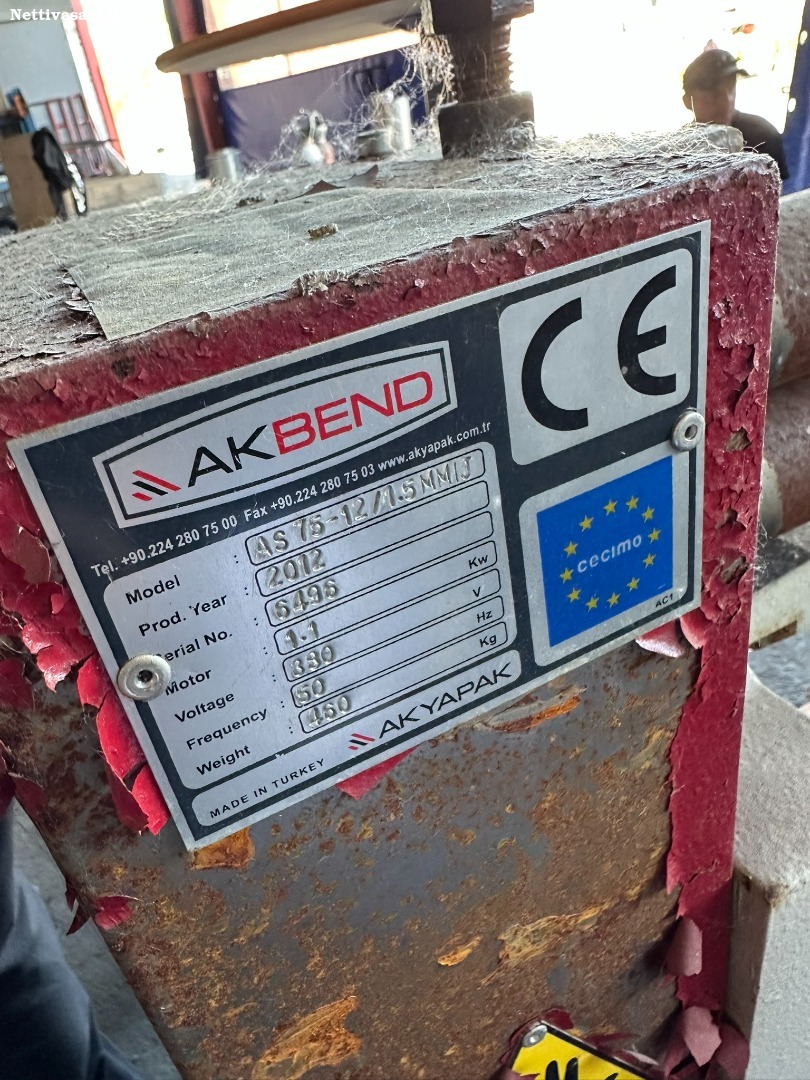 AKBEND
CE
Tel. +90.224 280 75 00 Fax +90.224 280 75 03 www.akyapak.com.tr
Model : AS 75-12/1.5 MM|J
Prod. Year : 2012
Serial No. : 6496
Motor : 1.1 Kw
Voltage : 380 V
Frequency : 50 Hz
Weight : 460 Kg
cecimo
AC1
MADE IN TURKEY AKYAPAK